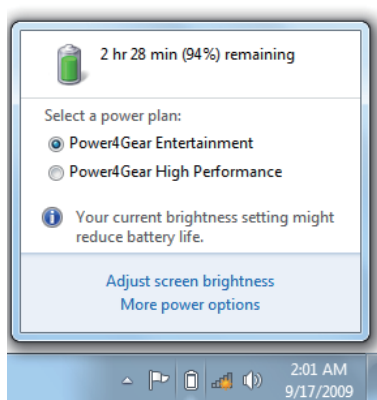 2 hr 28 min (94%) remaining
Select a power plan:
Power4Gear Entertainment
Power4Gear High Performance
Your current brightness setting might
reduce battery life.
Adjust screen brightness
More power options
2:01 AM
9/17/2009